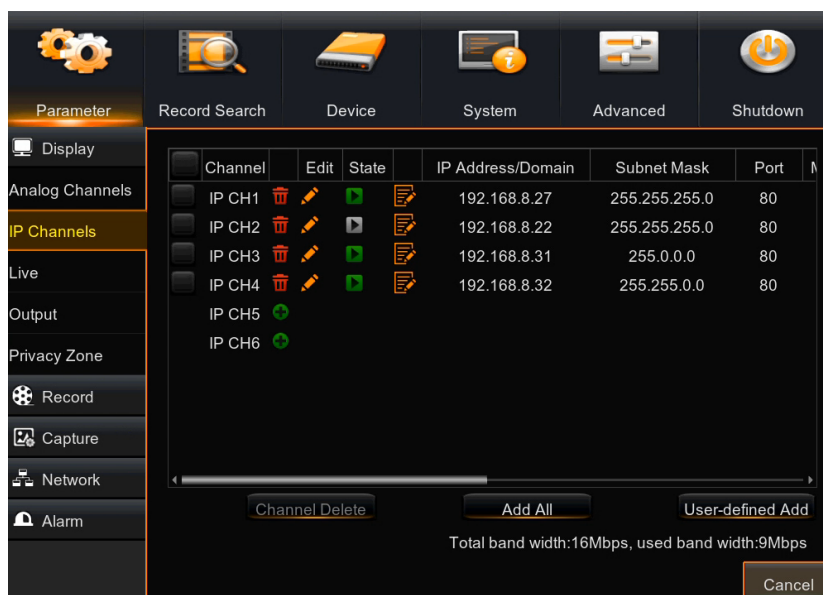 Parameter Record Search Device System Advanced Shutdown
Display
Analog Channels
IP Channels
Live
Output
Privacy Zone
Record
Capture
Network
Alarm
Channel Edit State IP Address/Domain Subnet Mask Port
IP CH1 192.168.8.27 255.255.255.0 80
IP CH2 192.168.8.22 255.255.255.0 80
IP CH3 192.168.8.31 255.0.0.0 80
IP CH4 192.168.8.32 255.255.0.0 80
IP CH5
IP CH6
Channel Delete Add All User-defined Add
Total band width:16Mbps, used band width:9Mbps
Cancel